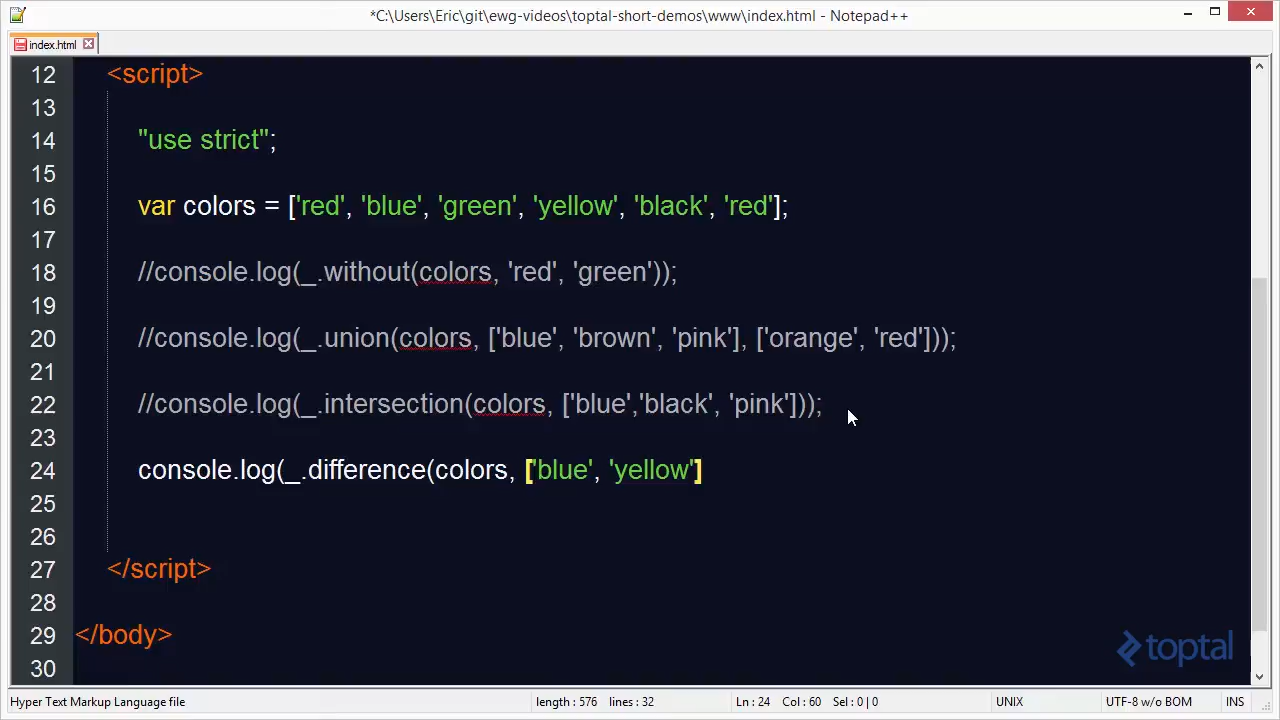 *C:\Users\Eric\git\ewg-videos\toptal-short-demos\www\index.html - Notepad++
index.html
12 <script>
13
14 "use strict";
15
16 var colors = ['red', 'blue', 'green', 'yellow', 'black', 'red'];
17
18 //console.log(_.without(colors, 'red', 'green'));
19
20 //console.log(_.union(colors, ['blue', 'brown', 'pink'], ['orange', 'red']));
21
22 //console.log(_.intersection(colors, ['blue','black', 'pink']));
23
24 console.log(_.difference(colors, ['blue', 'yellow']
25
26
27 </script>
28
29 </body>
30
toptal
Hyper Text Markup Language file length : 576 lines : 32 Ln : 24 Col : 60 Sel : 0 | 0 UNIX UTF-8 w/o BOM INS